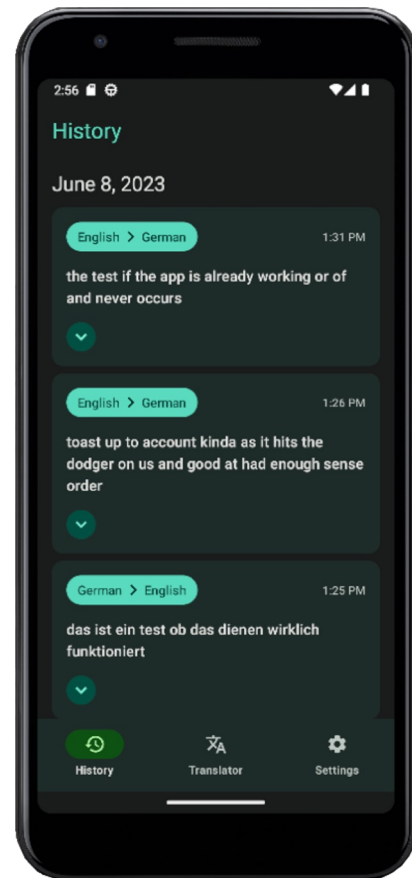 2:56
History
June 8, 2023
English > German 1:31 PM
the test if the app is already working or of
and never occurs
English > German 1:26 PM
toast up to account kinda as it hits the
dodger on us and good at had enough sense
order
German > English 1:25 PM
das ist ein test ob das dienen wirklich
funktioniert
History Translator Settings